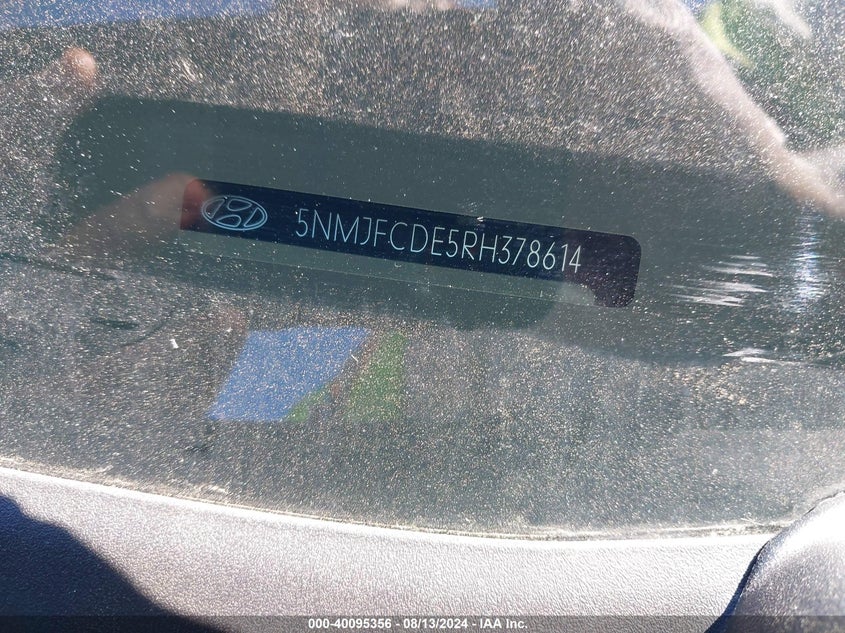 5NMJFCDE5RH378614
000-40095356 - 08/13/2024 - IAA Inc.